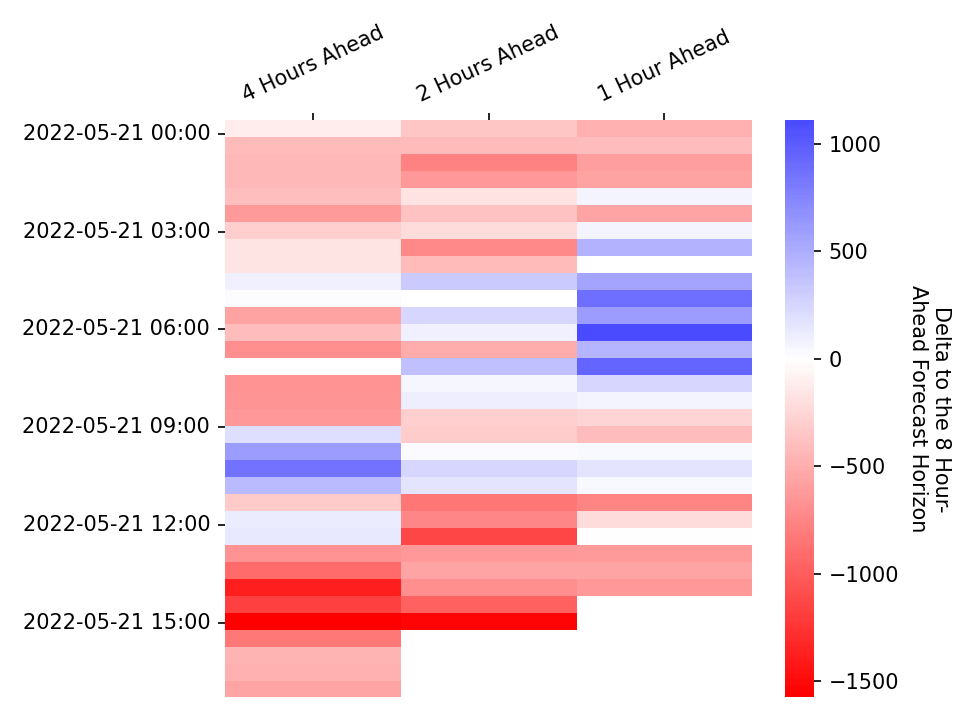 4 Hours Ahead
2 Hours Ahead
1 Hour Ahead
2022-05-21 00:00
2022-05-21 03:00
2022-05-21 06:00
2022-05-21 09:00
2022-05-21 12:00
2022-05-21 15:00
1000
500
0
−500
−1000
−1500
Delta to the 8 Hour-
Ahead Forecast Horizon